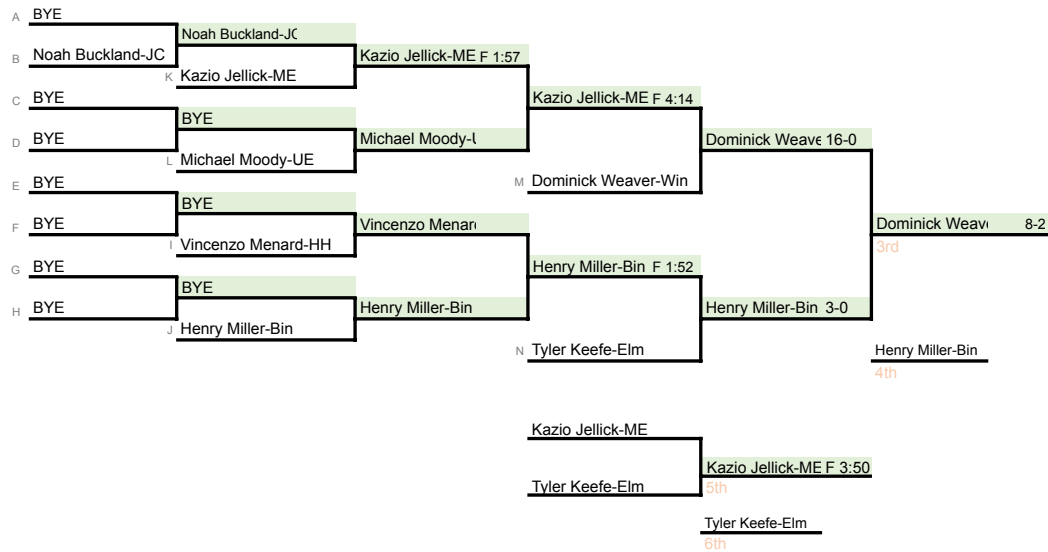 A BYE
Noah Buckland-JC
B Noah Buckland-JC
Kazio Jellick-ME F 1:57
K Kazio Jellick-ME
C BYE
Kazio Jellick-ME F 4:14
BYE
D BYE
Michael Moody-U
Dominick Weave 16-0
L Michael Moody-UE
E BYE
M Dominick Weaver-Win
BYE
F BYE
Vincenzo Menard
Dominick Weave 8-2
I Vincenzo Menard-HH
3rd
G BYE
Henry Miller-Bin F 1:52
BYE
H BYE
Henry Miller-Bin
Henry Miller-Bin 3-0
J Henry Miller-Bin
N Tyler Keefe-Elm
Henry Miller-Bin
4th
Kazio Jellick-ME
Kazio Jellick-ME F 3:50
Tyler Keefe-Elm
5th
Tyler Keefe-Elm
6th